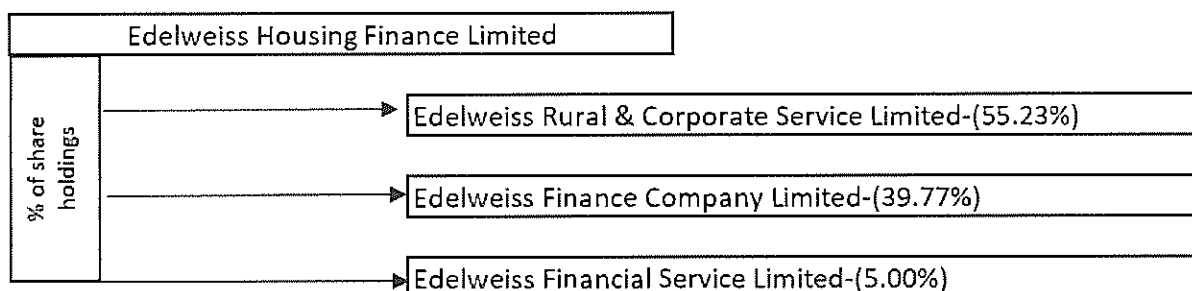 Edelweiss Housing Finance Limited
% of share
holdings
Edelweiss Rural & Corporate Service Limited-(55.23%)
Edelweiss Finance Company Limited-(39.77%)
Edelweiss Financial Service Limited-(5.00%)